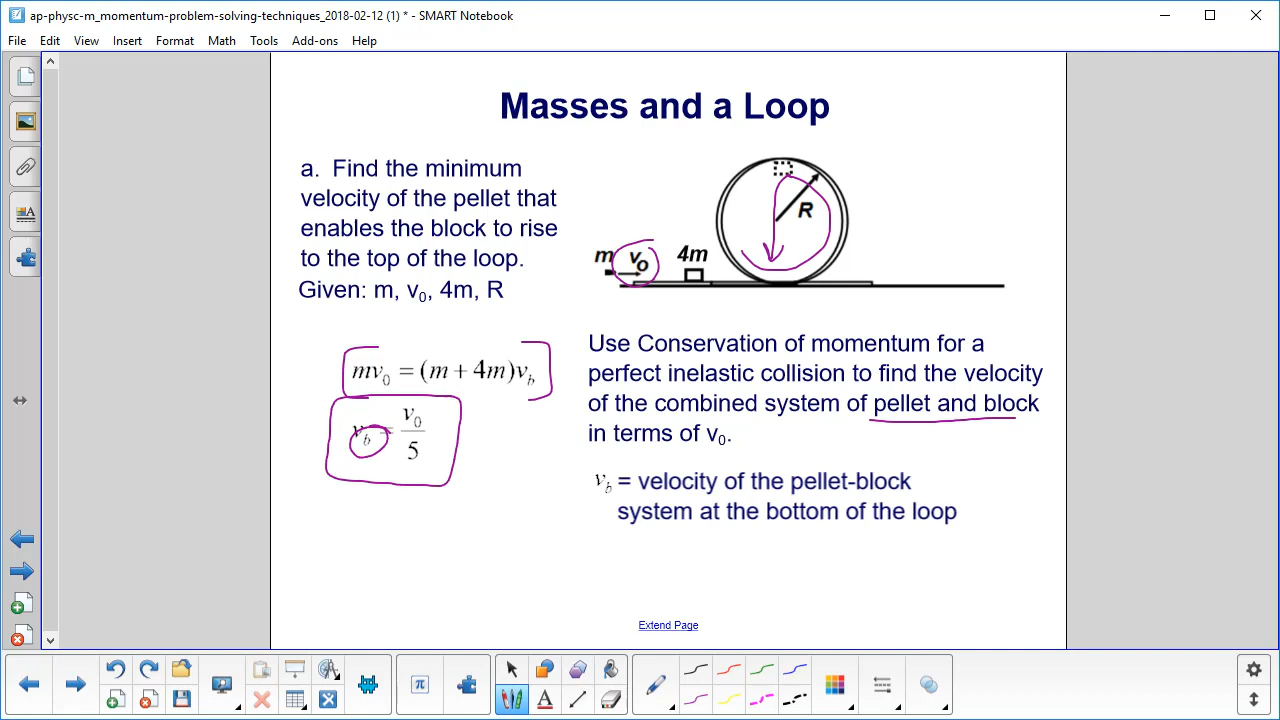 ap-physc-m_momentum-problem-solving-techniques_2018-02-12 (1) * - SMART Notebook
File Edit View Insert Format Math Tools Add-ons Help
Masses and a Loop
a. Find the minimum
velocity of the pellet that
enables the block to rise
to the top of the loop.
Given: m, v₀, 4m, R
R
m v₀ 4m
mv₀ = (m + 4m)v_b
v_b = v₀/5
Use Conservation of momentum for a
perfect inelastic collision to find the velocity
of the combined system of pellet and block
in terms of v₀.
v_b = velocity of the pellet-block
system at the bottom of the loop
Extend Page
π
A